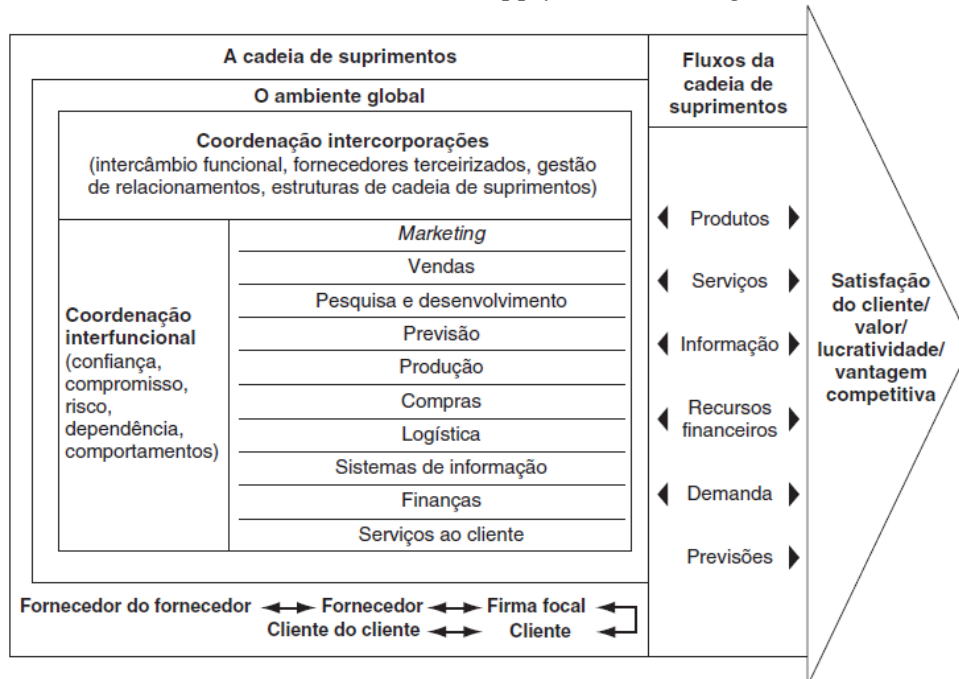 A cadeia de suprimentos
O ambiente global
Coordenação intercorporações
(intercâmbio funcional, fornecedores terceirizados, gestão
de relacionamentos, estruturas de cadeia de suprimentos)
Coordenação
interfuncional
(confiança,
compromisso,
risco,
dependência,
comportamentos)
Marketing
Vendas
Pesquisa e desenvolvimento
Previsão
Produção
Compras
Logística
Sistemas de informação
Finanças
Serviços ao cliente
Fornecedor do fornecedor Fornecedor Firma focal
Cliente do cliente Cliente
Fluxos da
cadeia de
suprimentos
Produtos
Serviços
Informação
Recursos
financeiros
Demanda
Previsões
Satisfação
do cliente/
valor/
lucratividade/
vantagem
competitiva